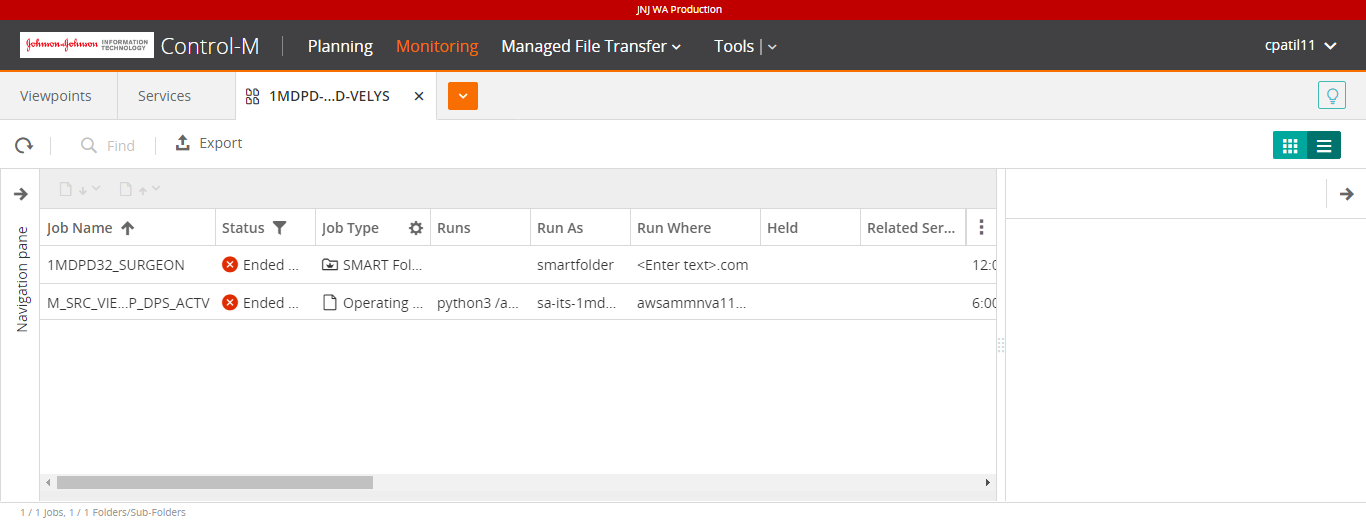 JNJ WA Production
Johnson & Johnson INFORMATION TECHNOLOGY Control-M Planning Monitoring Managed File Transfer Tools cpatil11
Viewpoints Services 1MDPD-...D-VELYS
Find Export
Navigation pane
Job Name Status Job Type Runs Run As Run Where Held Related Ser...
1MDPD32_SURGEON Ended ... SMART Fol... smartfolder <Enter text>.com 12:0
M_SRC_VIE...P_DPS_ACTV Ended ... Operating ... python3 /a... sa-its-1md... awsammnva11... 6:00
1 / 1 Jobs, 1 / 1 Folders/Sub-Folders